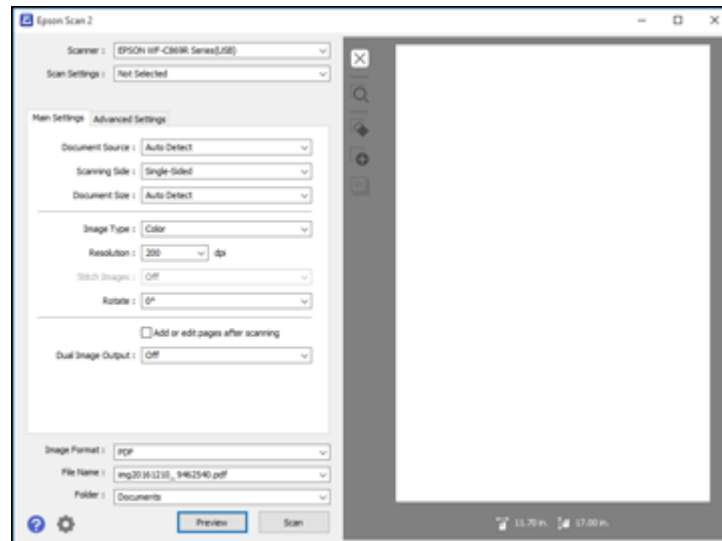 Epson Scan 2
Scanner : EPSON WF-C869R Series(USB)
Scan Settings : Not Selected
Main Settings Advanced Settings
Document Source : Auto Detect
Scanning Side : Single-Sided
Document Size : Auto Detect
Image Type : Color
Resolution : 200 dpi
Stitch Images : Off
Rotate : 0°
Add or edit pages after scanning
Dual Image Output : Off
Image Format : PDF
File Name : img20161210_9462540.pdf
Folder : Documents
Preview Scan
11.70 in. 17.00 in.